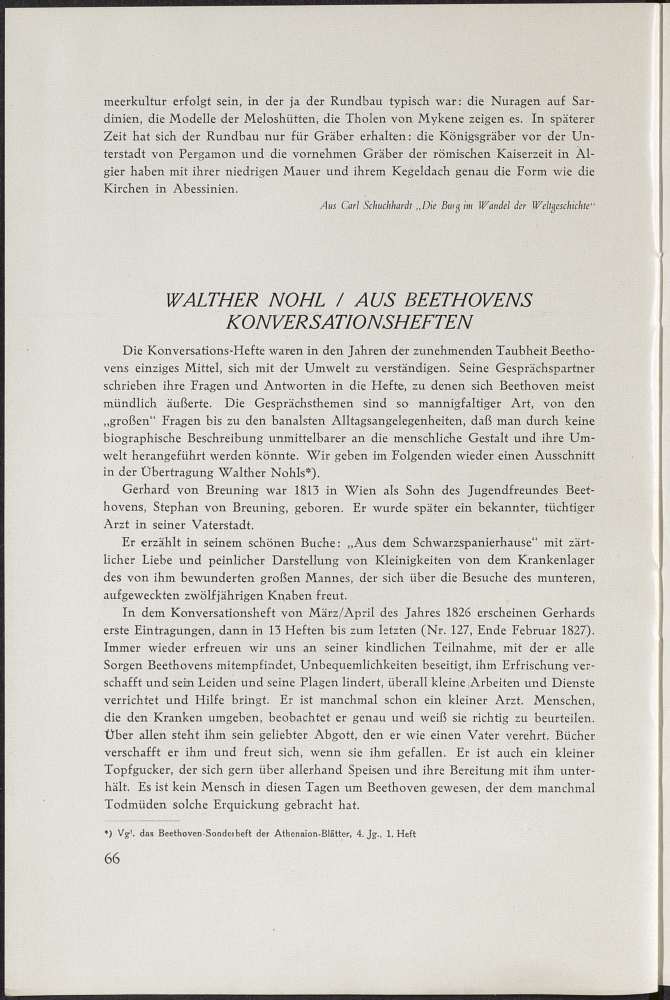 meerkultur erfolgt sein, in der ja der Rundbau typisch war: die Nuragen auf Sar-
dinien, die Modelle der Meloshütten, die Tholen von Mykene zeigen es. In späterer
Zeit hat sich der Rundbau nur für Gräber erhalten: die Königsgräber vor der Un-
terstadt von Pergamon und die vornehmen Gräber der römischen Kaiserzeit in Al-
gier haben mit ihrer niedrigen Mauer und ihrem Kegeldach genau die Form wie die
Kirchen in Abessinien.
Aus Carl Schuchhardt „Die Burg im Wandel der Weltgeschichte“
WALTHER NOHL / AUS BEETHOVENS
KONVERSATIONSHEFTEN
Die Konversations-Hefte waren in den Jahren der zunehmenden Taubheit Beetho-
vens einziges Mittel, sich mit der Umwelt zu verständigen. Seine Gesprächspartner
schrieben ihre Fragen und Antworten in die Hefte, zu denen sich Beethoven meist
mündlich äußerte. Die Gesprächsthemen sind so mannigfaltiger Art, von den
„großen“ Fragen bis zu den banalsten Alltagsangelegenheiten, daß man durch keine
biographische Beschreibung unmittelbarer an die menschliche Gestalt und ihre Um-
welt herangeführt werden könnte. Wir geben im Folgenden wieder einen Ausschnitt
in der Übertragung Walther Nohls*).
Gerhard von Breuning war 1813 in Wien als Sohn des Jugendfreundes Beet-
hovens, Stephan von Breuning, geboren. Er wurde später ein bekannter, tüchtiger
Arzt in seiner Vaterstadt.
Er erzählt in seinem schönen Buche: „Aus dem Schwarzspanierhause“ mit zärt-
licher Liebe und peinlicher Darstellung von Kleinigkeiten von dem Krankenlager
des von ihm bewunderten großen Mannes, der sich über die Besuche des munteren,
aufgeweckten zwölfjährigen Knaben freut.
In dem Konversationsheft von März/April des Jahres 1826 erscheinen Gerhards
erste Eintragungen, dann in 13 Heften bis zum letzten (Nr. 127, Ende Februar 1827).
Immer wieder erfreuen wir uns an seiner kindlichen Teilnahme, mit der er alle
Sorgen Beethovens mitempfindet, Unbequemlichkeiten beseitigt, ihm Erfrischung ver-
schafft und sein Leiden und seine Plagen lindert, überall kleine Arbeiten und Dienste
verrichtet und Hilfe bringt. Er ist manchmal schon ein kleiner Arzt. Menschen,
die den Kranken umgeben, beobachtet er genau und weiß sie richtig zu beurteilen.
Über allen steht ihm sein geliebter Abgott, den er wie einen Vater verehrt. Bücher
verschafft er ihm und freut sich, wenn sie ihm gefallen. Er ist auch ein kleiner
Topfgucker, der sich gern über allerhand Speisen und ihre Bereitung mit ihm unter-
hält. Es ist kein Mensch in diesen Tagen um Beethoven gewesen, der dem manchmal
Todmüden solche Erquickung gebracht hat.
*) Vgl. das Beethoven-Sonderheft der Athenaion-Blätter, 4. Jg., 1. Heft
66